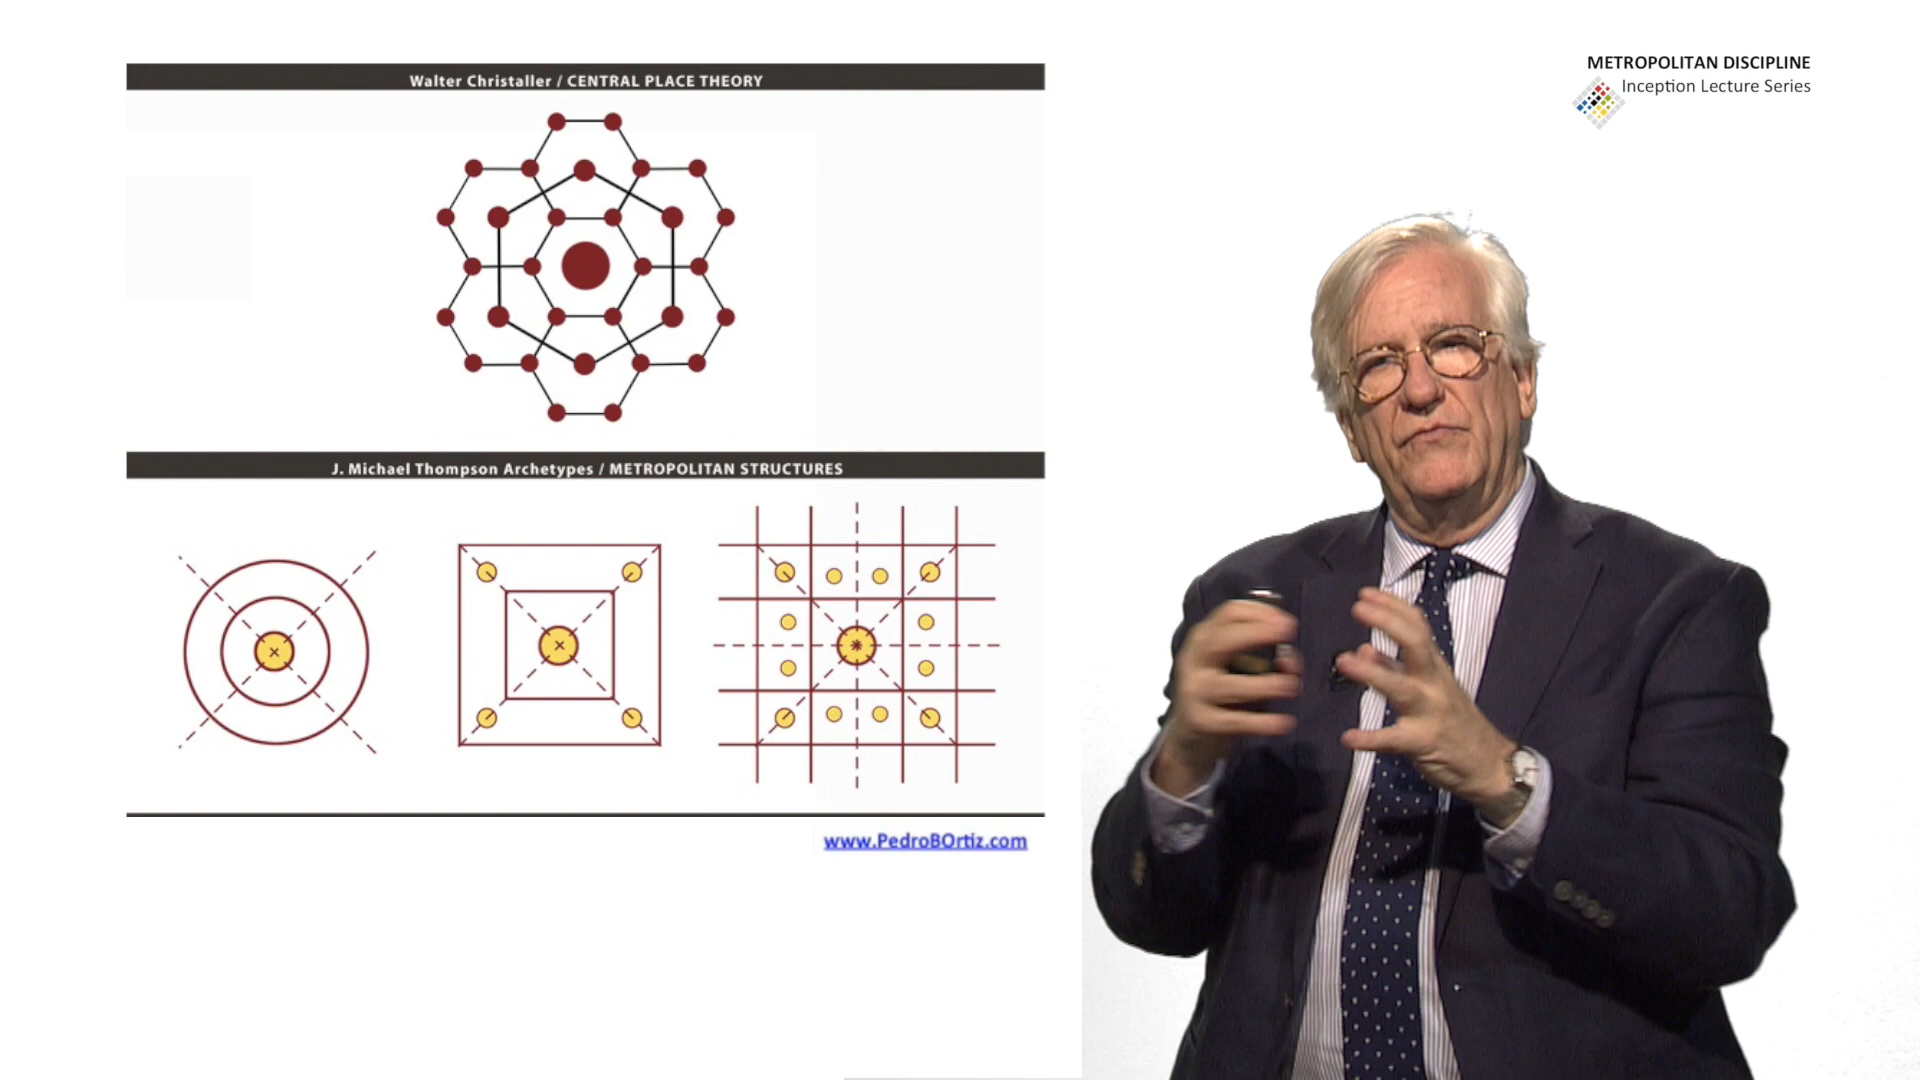 Walter Christaller / CENTRAL PLACE THEORY
METROPOLITAN DISCIPLINE
Inception Lecture Series
J. Michael Thompson Archetypes / METROPOLITAN STRUCTURES
www.PedroBOrtiz.com